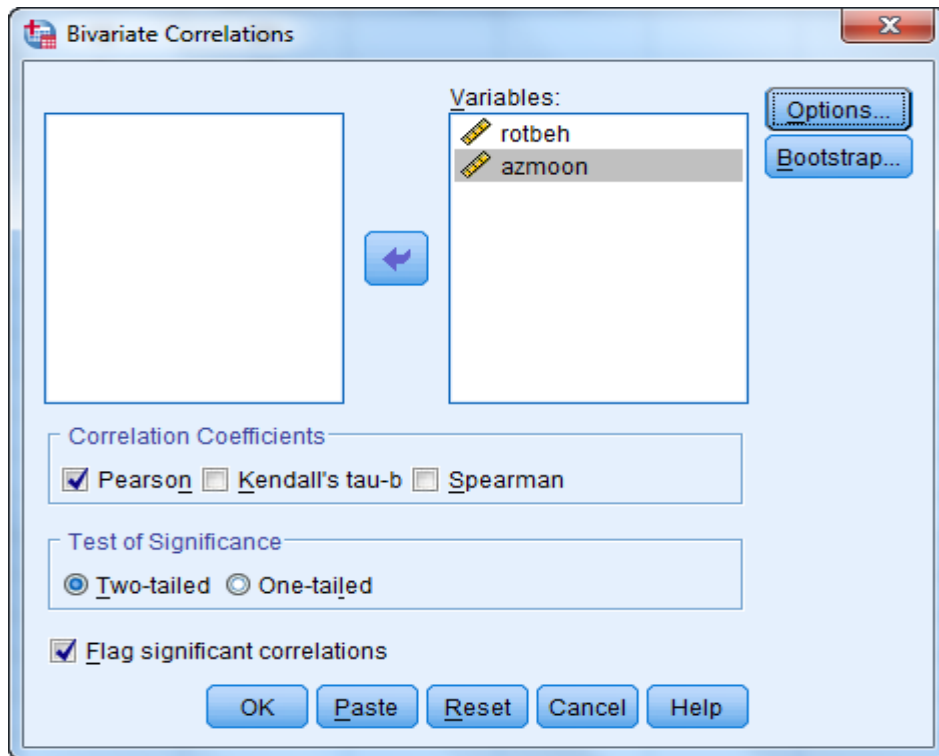 Bivariate Correlations
Variables:
rotbeh
azmoon
Options...
Bootstrap...
Correlation Coefficients
Pearson Kendall's tau-b Spearman
Test of Significance
Two-tailed One-tailed
Flag significant correlations
OK Paste Reset Cancel Help